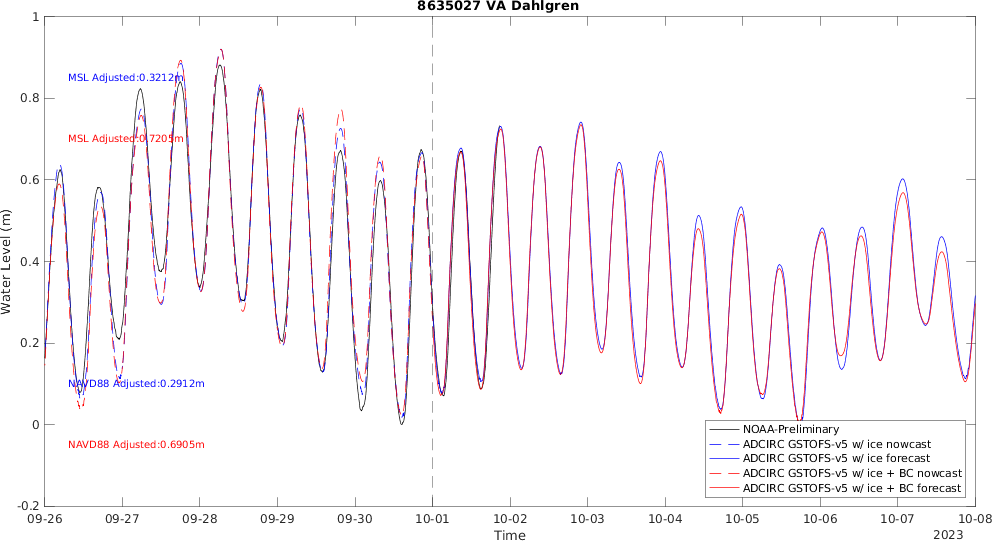 8635027 VA Dahlgren
1
0.8
0.6
0.4
0.2
0
-0.2
Water Level (m)
MSL Adjusted:0.3212m
MSL Adjusted:0.7205m
NAVD88 Adjusted:0.2912m
NAVD88 Adjusted:0.6905m
NOAA-Preliminary
ADCIRC GSTOFS-v5 w/ ice nowcast
ADCIRC GSTOFS-v5 w/ ice forecast
ADCIRC GSTOFS-v5 w/ ice + BC nowcast
ADCIRC GSTOFS-v5 w/ ice + BC forecast
09-26 09-27 09-28 09-29 09-30 10-01 10-02 10-03 10-04 10-05 10-06 10-07 10-08
Time
2023